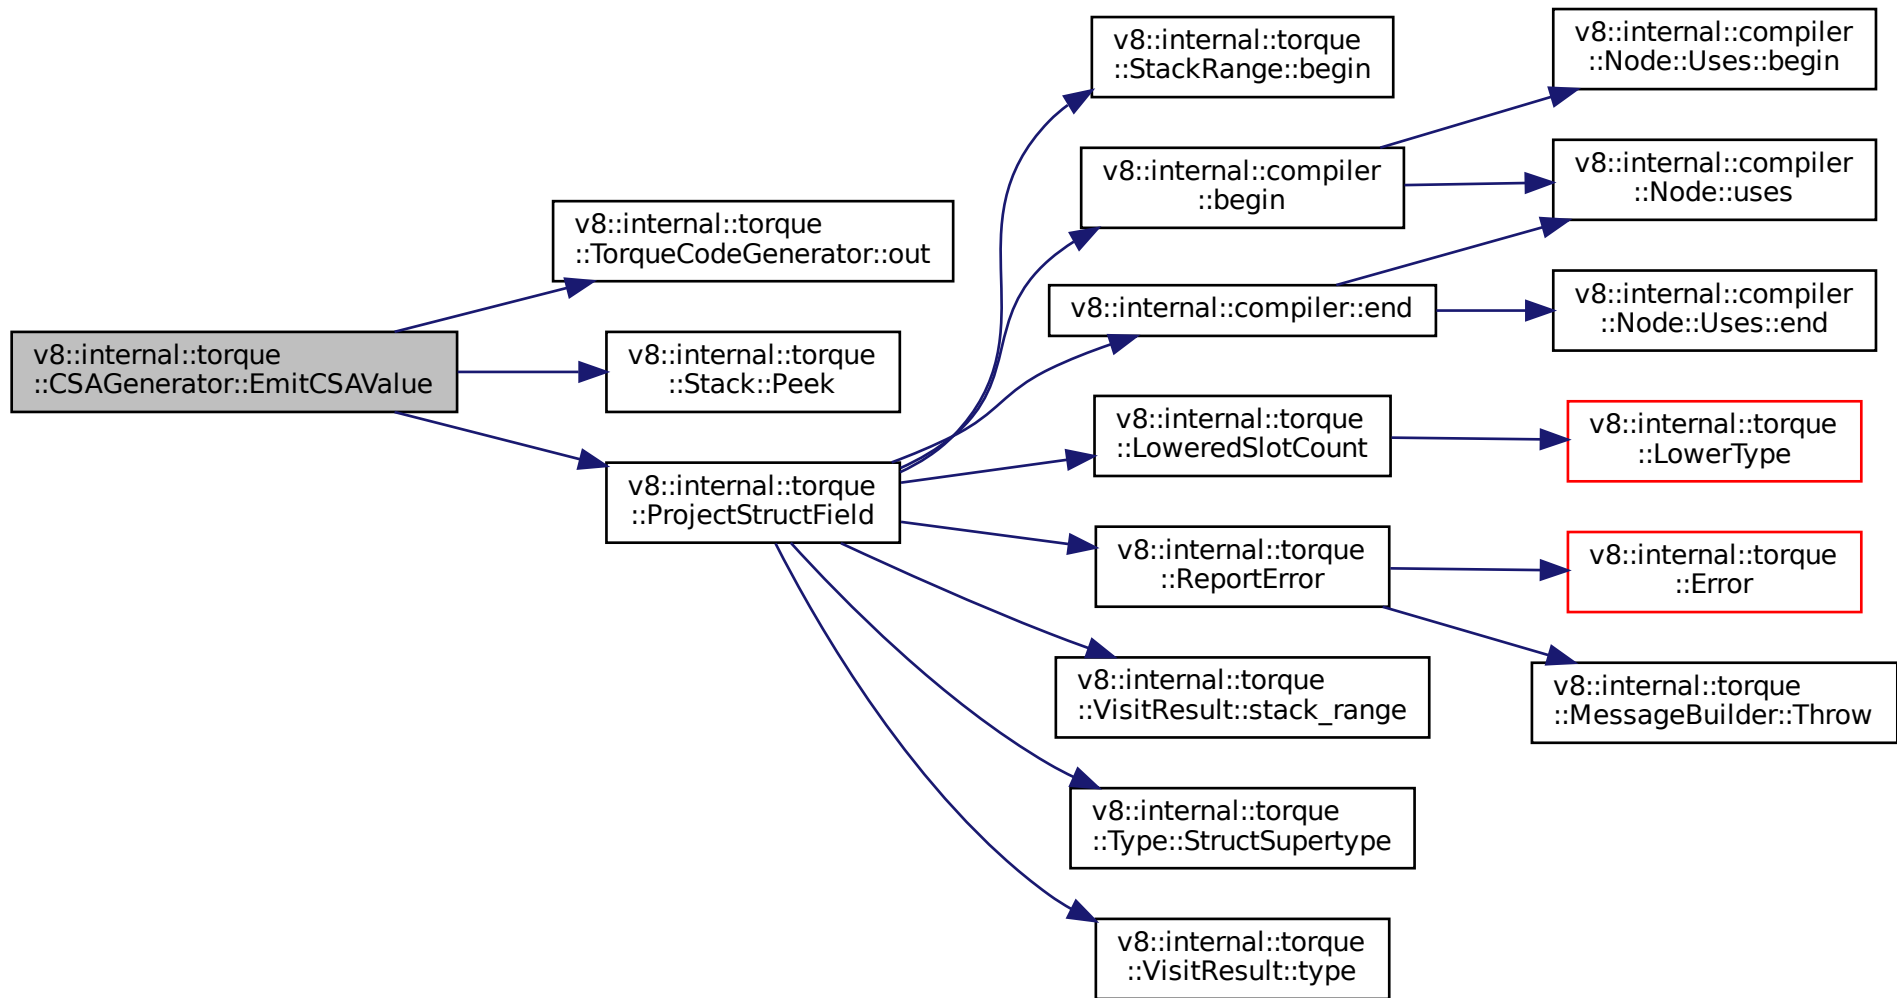 v8::internal::torque
::CSAGenerator::EmitCSAValue
v8::internal::torque
::TorqueCodeGenerator::out
v8::internal::torque
::Stack::Peek
v8::internal::torque
::ProjectStructField
v8::internal::torque
::StackRange::begin
v8::internal::compiler
::begin
v8::internal::compiler::end
v8::internal::torque
::LoweredSlotCount
v8::internal::torque
::ReportError
v8::internal::torque
::VisitResult::stack_range
v8::internal::torque
::Type::StructSupertype
v8::internal::torque
::VisitResult::type
v8::internal::compiler
::Node::Uses::begin
v8::internal::compiler
::Node::uses
v8::internal::compiler
::Node::Uses::end
v8::internal::torque
::LowerType
v8::internal::torque
::Error
v8::internal::torque
::MessageBuilder::Throw